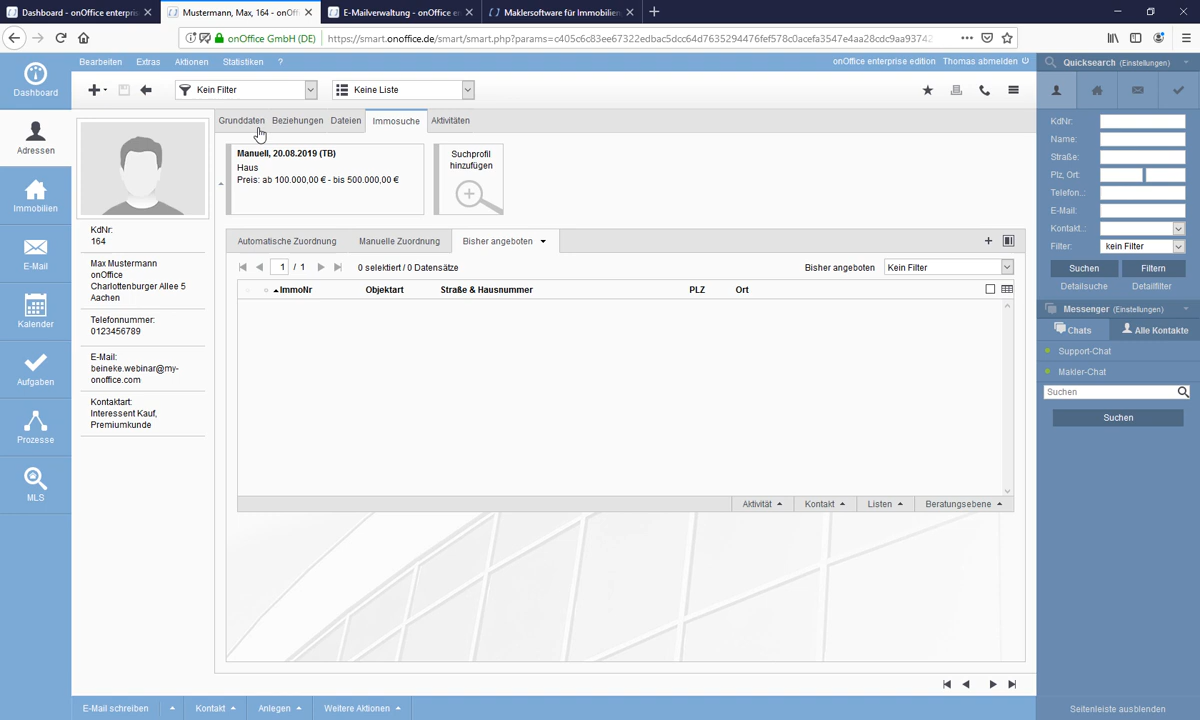 Dashboard - onOffice enterpris
Mustermann, Max, 164 - onOff
E-Mailverwaltung - onOffice en
Maklersoftware für Immobilien
onOffice GmbH (DE)
https://smart.onoffice.de/smart/smart.php?params=c405c6c83ee67322edbac5dcc64d7635294476fef578c0acefa3547e4aa28cdc9aa93742
Dashboard
Adressen
Immobilien
E-Mail
Kalender
Aufgaben
Prozesse
MLS
Bearbeiten Extras Aktionen Statistiken ?
onOffice enterprise edition Thomas abmelden
Kein Filter
Keine Liste
KdNr:
164
Max Mustermann
onOffice
Charlottenburger Allee 5
Aachen
Telefonnummer:
0123456789
E-Mail:
beineke.webinar@my-
onoffice.com
Kontaktart:
Interessent Kauf,
Premiumkunde
Grunddaten Beziehungen Dateien Immosuche Aktivitäten
Manuell, 20.08.2019 (TB)
Haus
Preis: ab 100.000,00 € - bis 500.000,00 €
Suchprofil
hinzufügen
Automatische Zuordnung Manuelle Zuordnung Bisher angeboten
1 / 1 0 selektiert / 0 Datensätze
Bisher angeboten Kein Filter
ImmoNr Objektart Straße & Hausnummer PLZ Ort
Aktivität Kontakt Listen Beratungsebene
E-Mail schreiben Kontakt Anlegen Weitere Aktionen
Quicksearch (Einstellungen)
KdNr:
Name:
Straße:
Plz, Ort:
Telefon..:
E-Mail:
Kontakt..:
Filter: kein Filter
Suchen Filtern
Detailsuche Detailfilter
Messenger (Einstellungen)
Chats Alle Kontakte
Support-Chat
Makler-Chat
Suchen
Suchen
Seitenleiste ausblenden